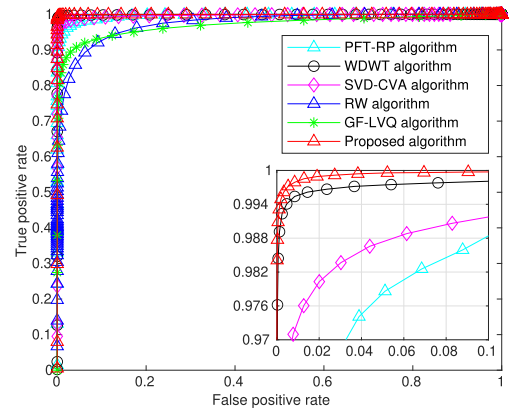 1
0.9
0.8
0.7
0.6
0.5
0.4
0.3
0.2
0.1
0
True positive rate
PFT-RP algorithm
WDWT
SVD-CVA algorithm
RW algorithm
GF-LVQ algorithm
Proposed algorithm
1
0.994
0.988
0.982
0.976
0.97
0 0.02 0.04 0.06 0.08 0.1
0 0.2 0.4 0.6 0.8 1
False positive rate